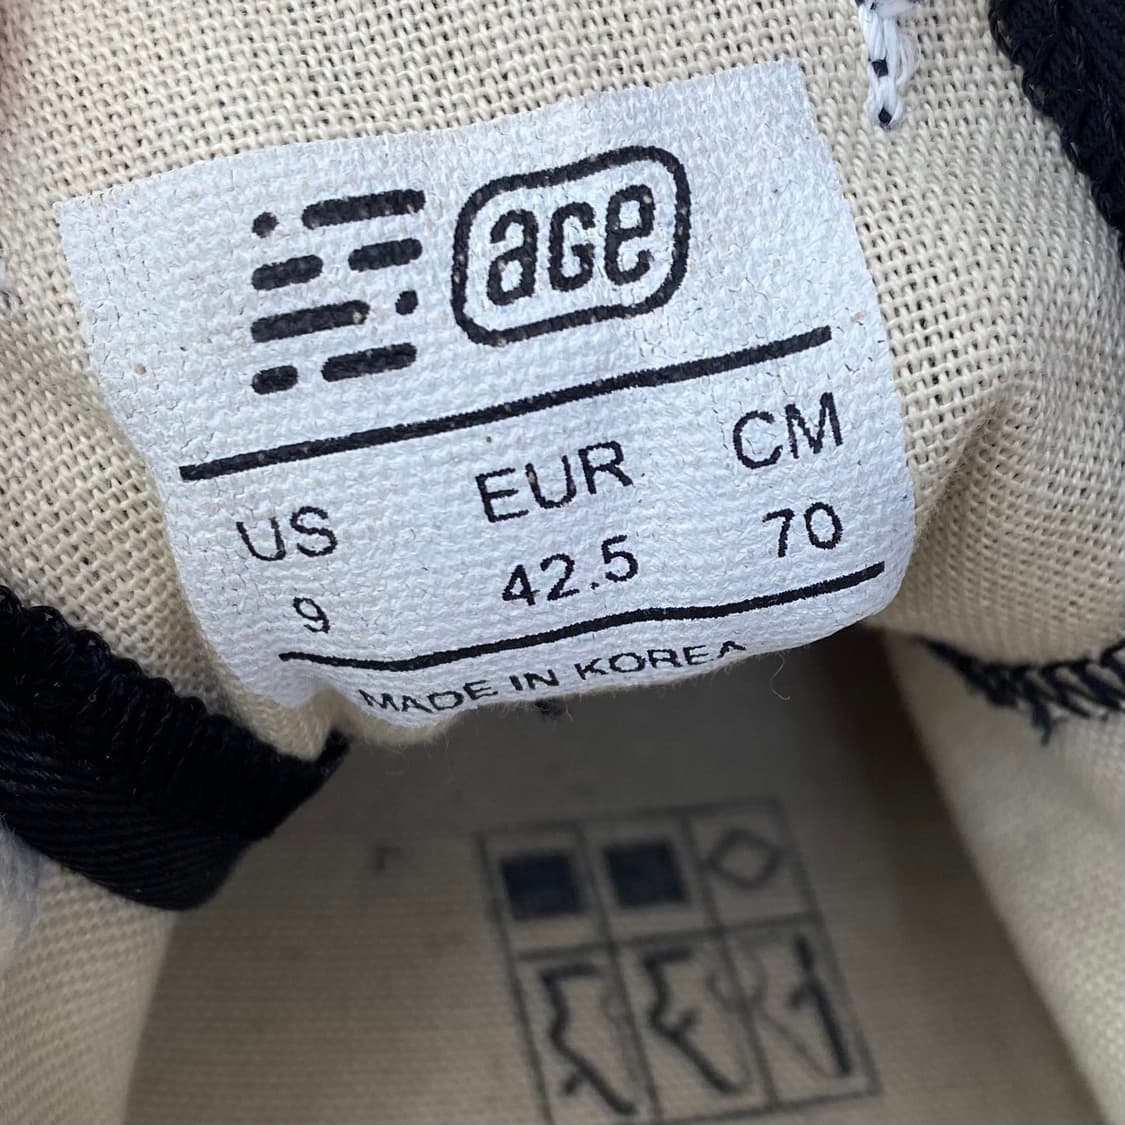 aGe
US EUR CM
9 42.5 70
MADE IN KOREA